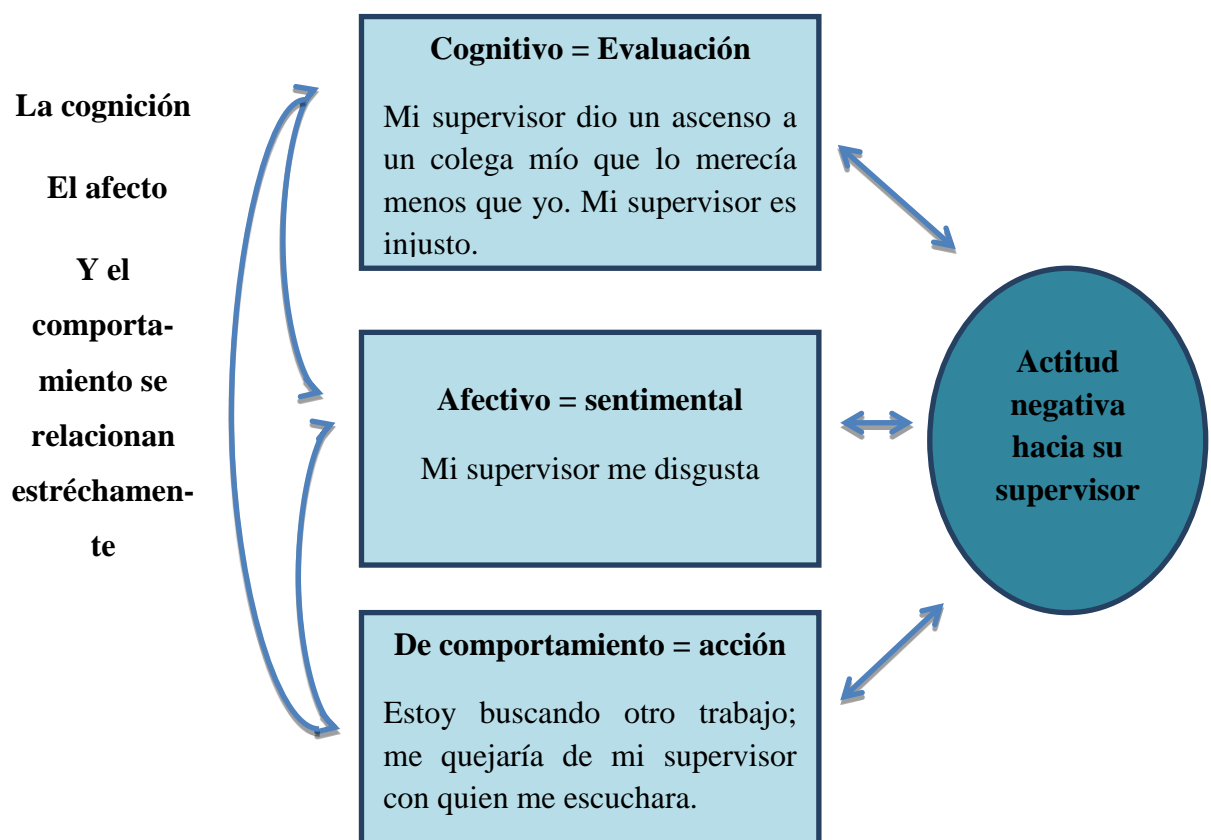 La cognición
El afecto
Y el
comporta-
miento se
relacionan
estréchamen-
te
Cognitivo = Evaluación
Mi supervisor dio un ascenso a
un colega mío que lo merecía
menos que yo. Mi supervisor es
injusto.
Afectivo = sentimental
Mi supervisor me disgusta
De comportamiento = acción
Estoy buscando otro trabajo;
me quejaría de mi supervisor
con quien me escuchara.
Actitud
negativa
hacia su
supervisor